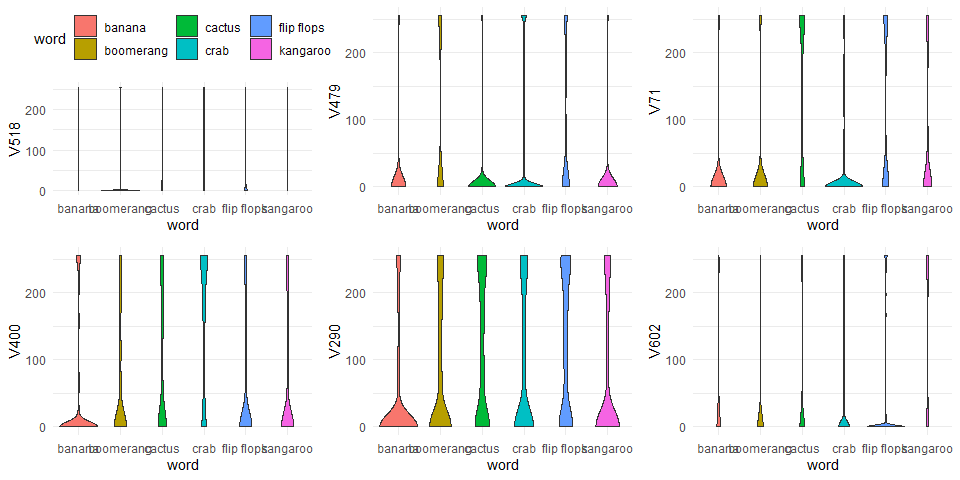 word
banana cactus flip flops
boomerang crab kangaroo
V518
200
100
0
banana boomerang cactus crab flip flops kangaroo
word
V479
200
100
0
banana boomerang cactus crab flip flops kangaroo
word
V71
200
100
0
banana boomerang cactus crab flip flops kangaroo
word
V400
200
100
0
banana boomerang cactus crab flip flops kangaroo
word
V290
200
100
0
banana boomerang cactus crab flip flops kangaroo
word
V602
200
100
0
banana boomerang cactus crab flip flops kangaroo
word